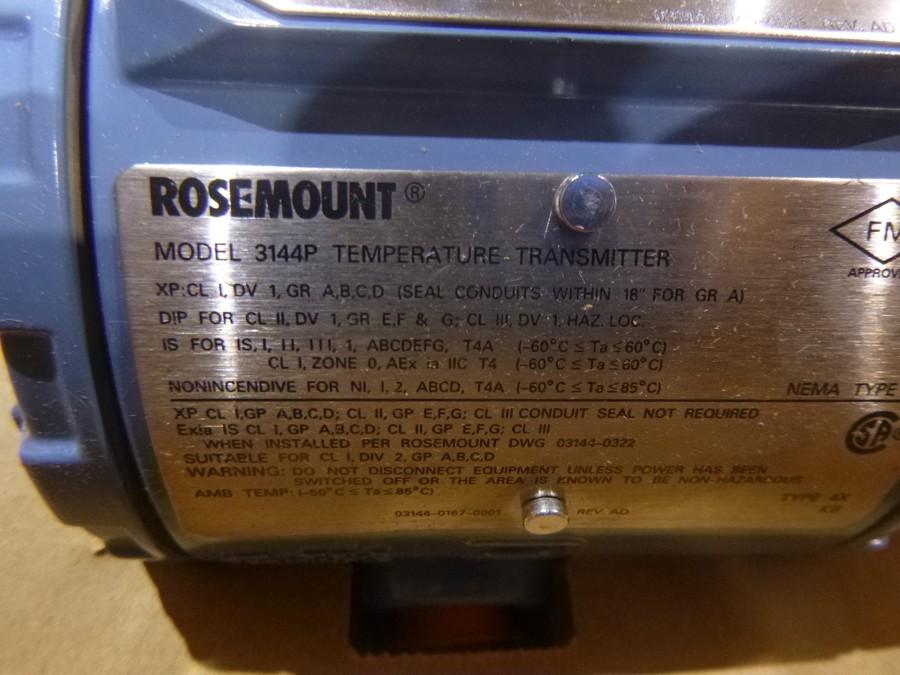 REV. AD
ROSEMOUNT®
MODEL 3144P TEMPERATURE TRANSMITTER
FM
XP:CL I, DV 1, GR A,B,C,D (SEAL CONDUITS WITHIN 18" FOR GR A)
DIP FOR CL II, DV 1, GR E,F & G; CL III, DV 1, HAZ. LOC.
IS FOR IS, I, II, III, 1, ABCDEFG, T4A (-60°C ≤ Ta ≤ 60°C)
CL I, ZONE 0, AEx ia IIC T4 (-60°C ≤ Ta ≤ 60°C)
NONINCENDIVE FOR NI, I, 2, ABCD, T4A (-60°C ≤ Ta ≤ 85°C)
NEMA TYPE
XP CL I,GP A,B,C,D; CL II, GP E,F,G; CL III CONDUIT SEAL NOT REQUIRED
Exia IS CL I, GP A,B,C,D; CL II, GP E,F,G; CL III
WHEN INSTALLED PER ROSEMOUNT DWG 03144-0322
SUITABLE FOR CL I, DIV 2, GP A,B,C,D
WARNING: DO NOT DISCONNECT EQUIPMENT UNLESS POWER HAS BEEN
SWITCHED OFF OR THE AREA IS KNOWN TO BE NON-HAZARDOUS
AMB TEMP: (-50°C ≤ Ta ≤ 85°C)
TYPE 4X
KB
03144-0167-0001 REV. AD